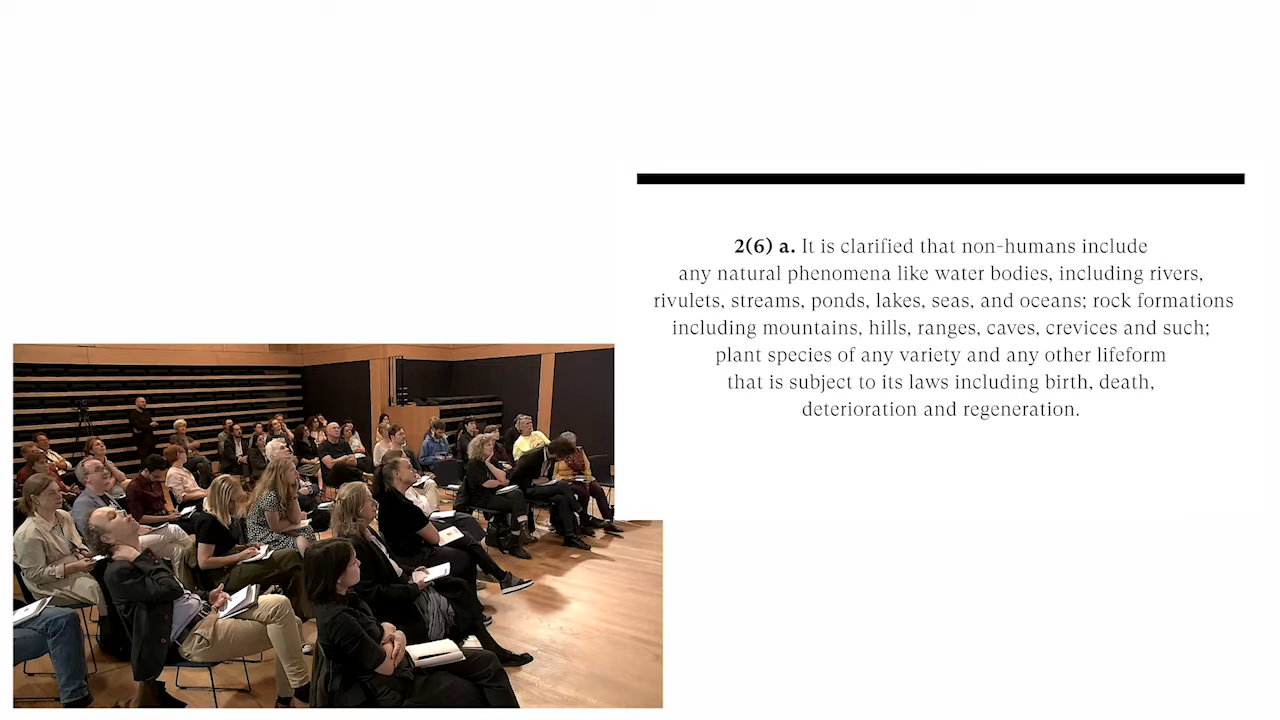 2(6) a. It is clarified that non-humans include
any natural phenomena like water bodies, including rivers,
rivulets, streams, ponds, lakes, seas, and oceans; rock formations
including mountains, hills, ranges, caves, crevices and such;
plant species of any variety and any other lifeform
that is subject to its laws including birth, death,
deterioration and regeneration.